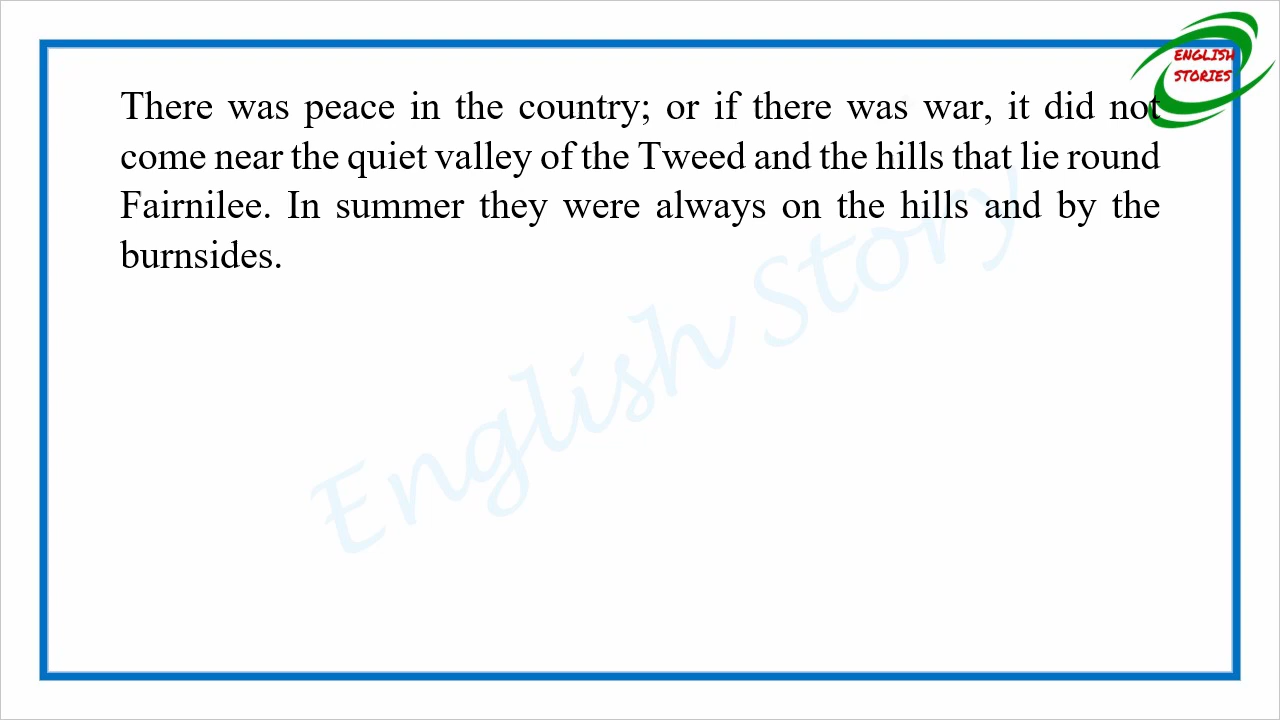 ENGLISH
STORIES
There was peace in the country; or if there was war, it did not
come near the quiet valley of the Tweed and the hills that lie round
Fairnilee. In summer they were always on the hills and by the
burnsides.
English Story